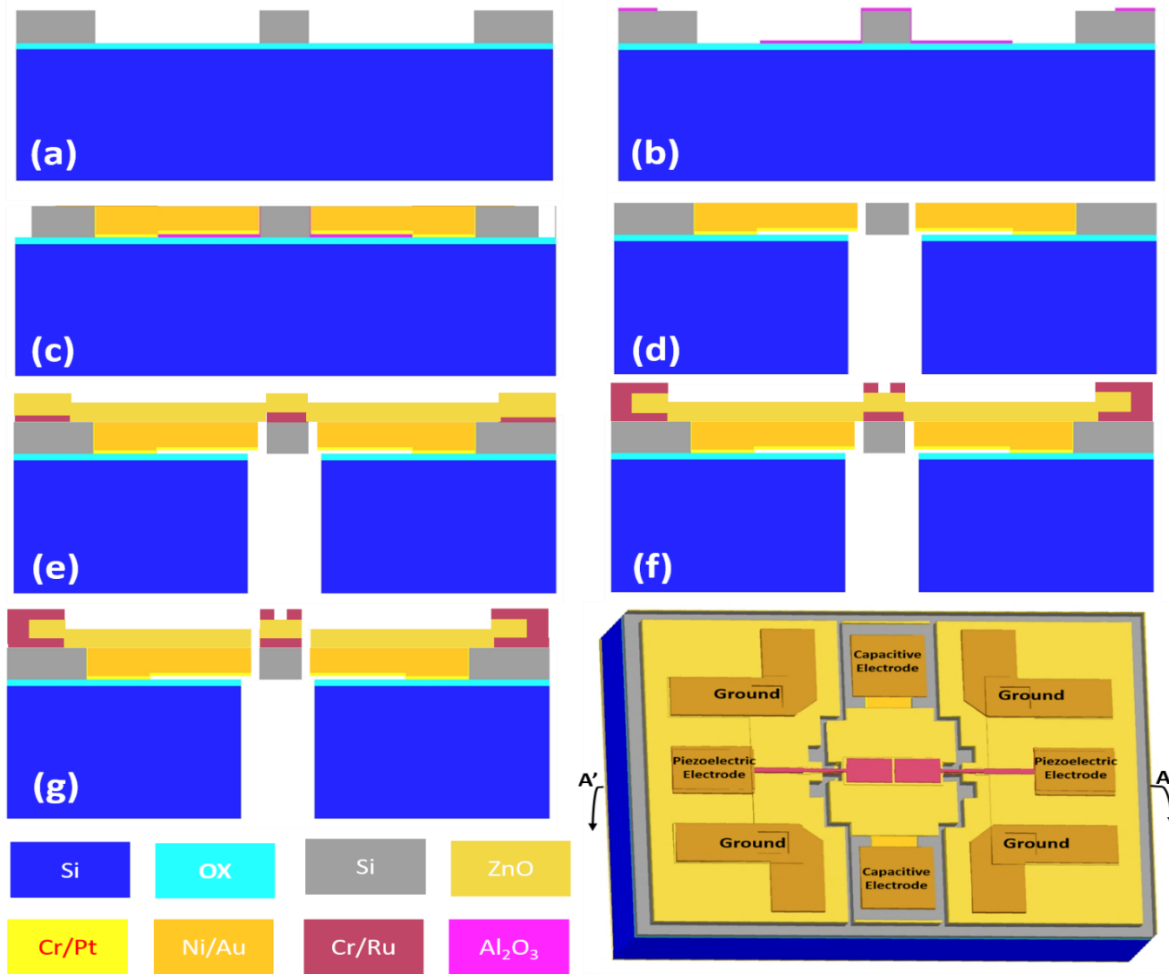 (a)
(b)
(c)
(d)
(e)
(f)
(g)
Capacitive
Electrode
Ground
Ground
Piezoelectric
Electrode
Piezoelectric
Electrode
A'
A
Ground
Ground
Capacitive
Electrode
Si
OX
Si
ZnO
Cr/Pt
Ni/Au
Cr/Ru
Al₂O₃